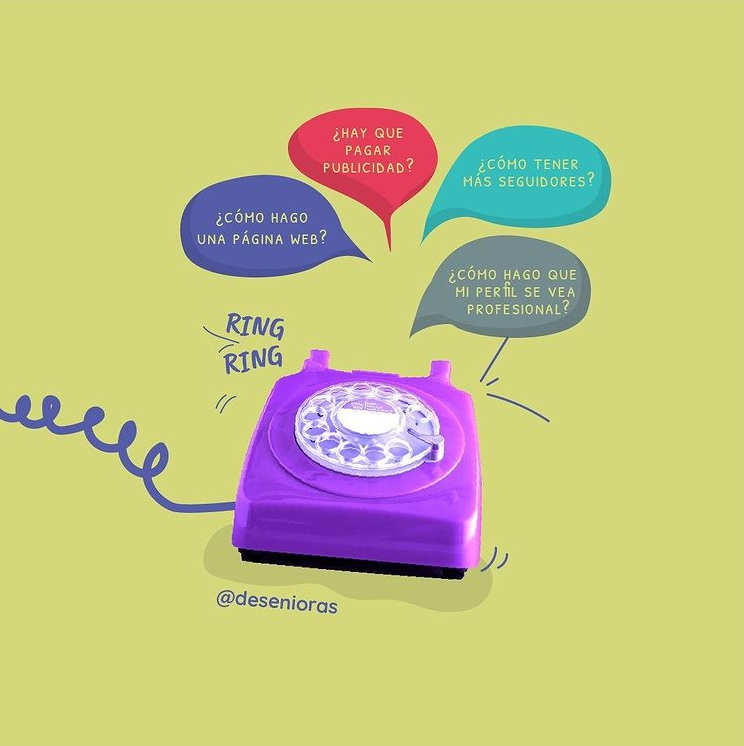 ¿HAY QUE
PAGAR
PUBLICIDAD?
¿CÓMO TENER
MÁS SEGUIDORES?
¿CÓMO HAGO
UNA PÁGINA WEB?
¿CÓMO HAGO QUE
MI PERfIL SE VEA
PROFESIONAL?
RING
RING
@desenioras